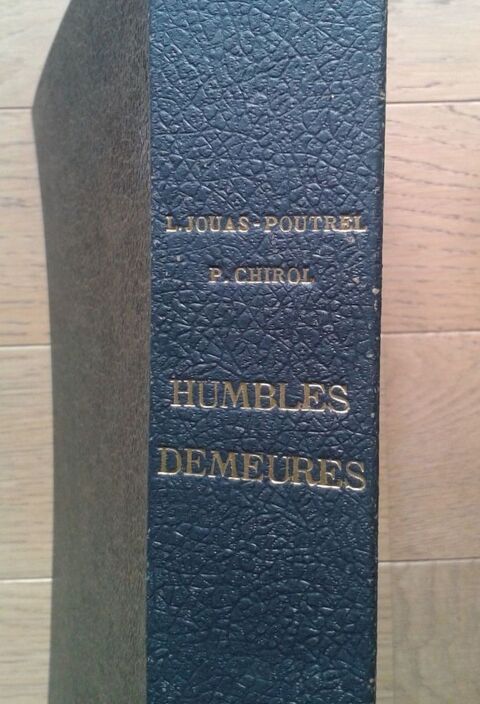 L.JOUAS-POUTREL
P.CHIROL
HUMBLES
DEMEURES